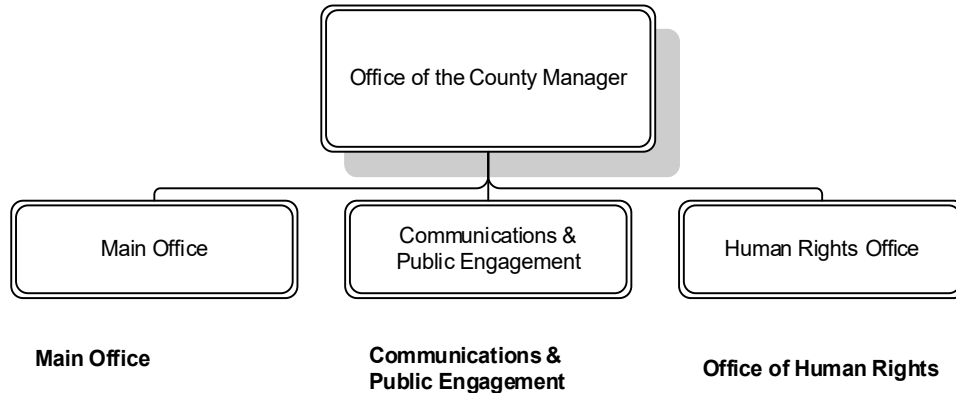 Office of the County Manager
Main Office
Communications &
Public Engagement
Human Rights Office
Main Office
Communications &
Public Engagement
Office of Human Rights